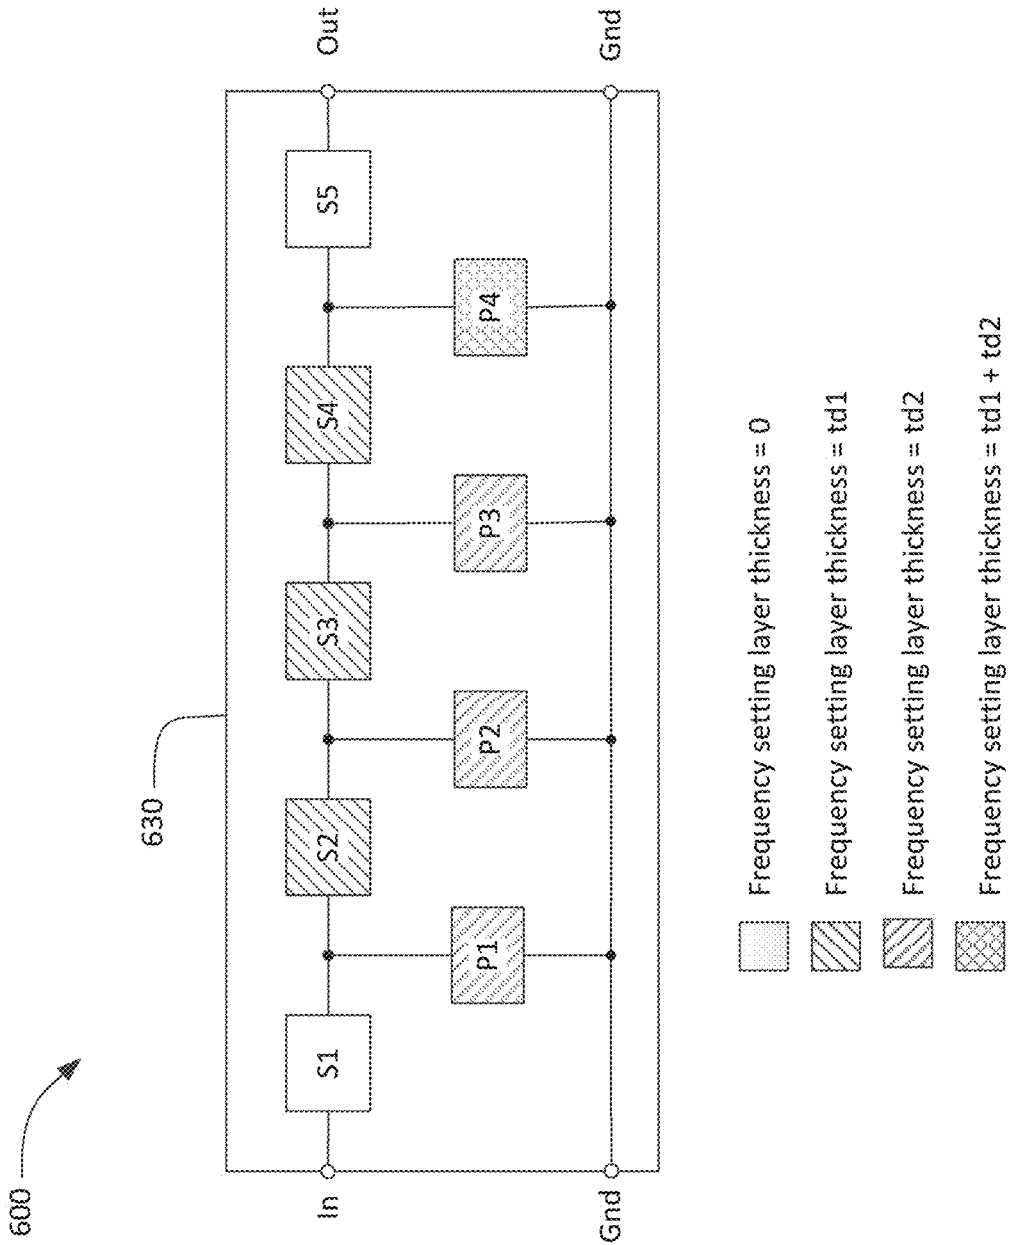 600
630
In
S1
S2
S3
S4
S5
Out
P1
P2
P3
P4
Gnd
Gnd
Frequency setting layer thickness = 0
Frequency setting layer thickness = td1
Frequency setting layer thickness = td2
Frequency setting layer thickness = td1 + td2